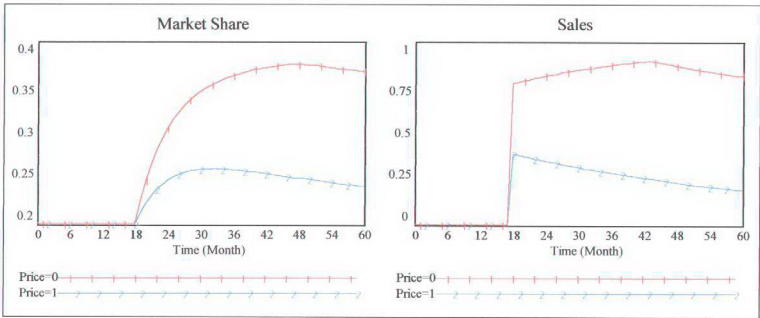 Market Share
0.4
0.35
0.3
0.25
0.2
0 6 12 18 24 30 36 42 48 54 60
Time (Month)
Price=0
Price=1
Sales
1
0.75
0.5
0.25
0
0 6 12 18 24 30 36 42 48 54 60
Time (Month)
Price=0
Price=1